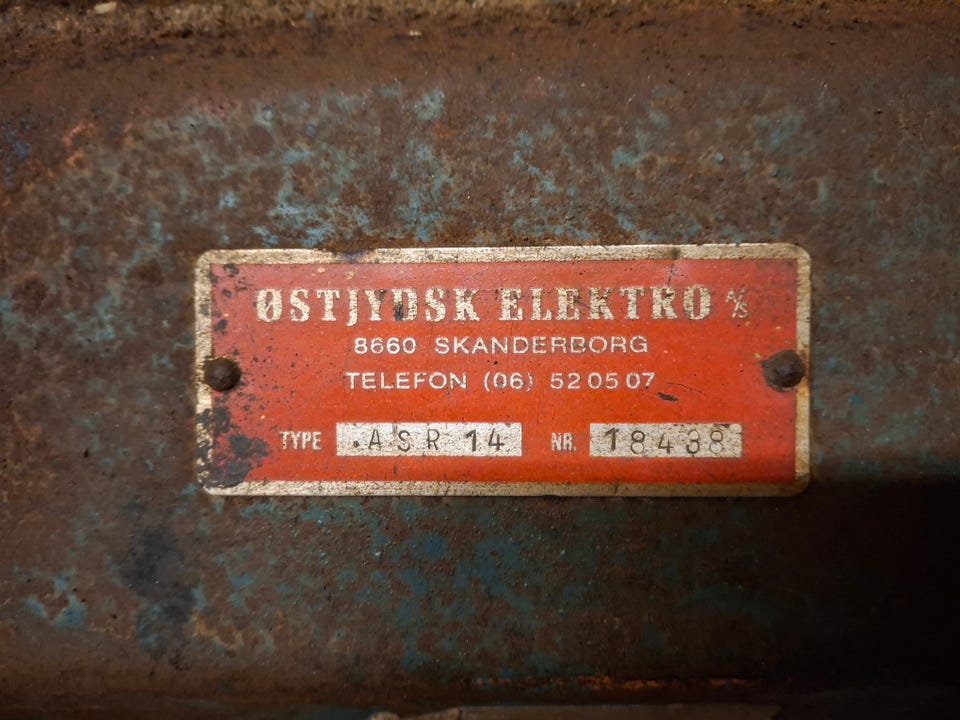 ØSTJYDSK ELEKTRO A/S
8660 SKANDERBORG
TELEFON (06) 52 05 07
TYPE .ASR 14 NR. 18438